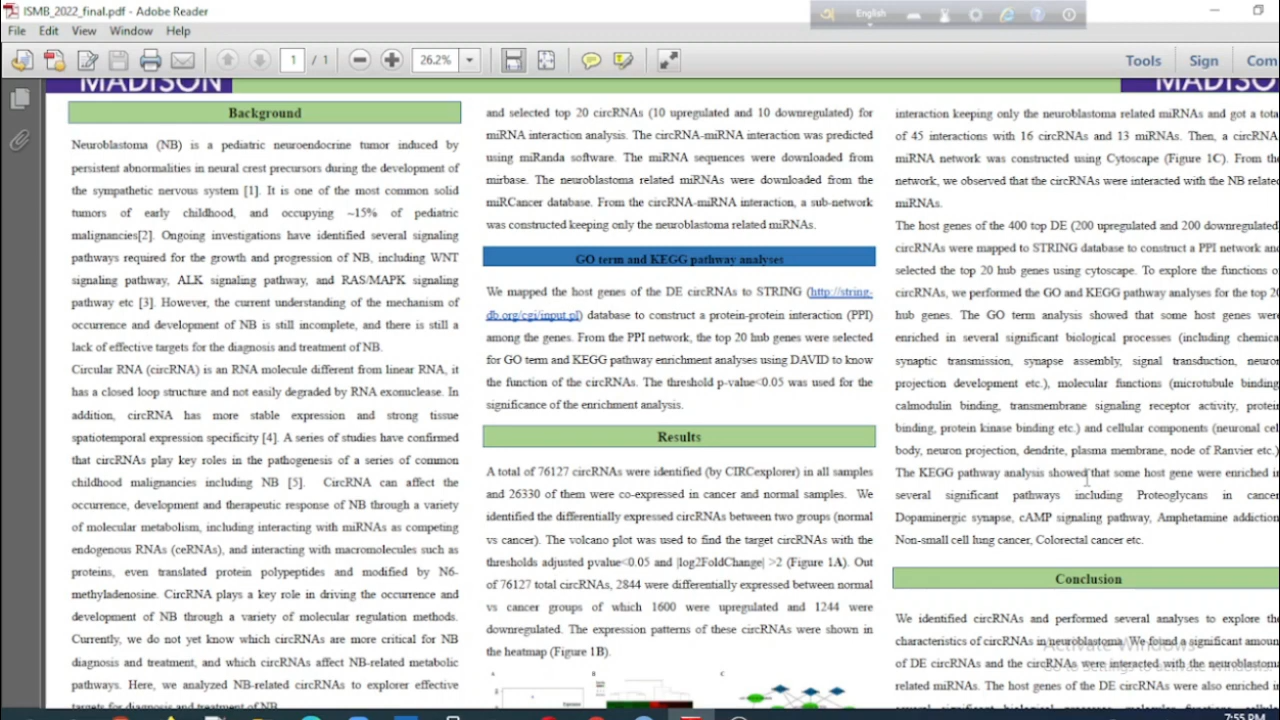 ISMB_2022_final.pdf - Adobe Reader
English
File Edit View Window Help
1 / 1
26.2%
Tools Sign Com
MADISON
MADISO
Background
Neuroblastoma (NB) is a pediatric neuroendocrine tumor induced by
persistent abnormalities in neural crest precursors during the development of
the sympathetic nervous system [1]. It is one of the most common solid
tumors of early childhood, and occupying ~15% of pediatric
malignancies[2]. Ongoing investigations have identified several signaling
pathways required for the growth and progression of NB, including WNT
signaling pathway, ALK signaling pathway, and RAS/MAPK signaling
pathway etc [3]. However, the current understanding of the mechanism of
occurrence and development of NB is still incomplete, and there is still a
lack of effective targets for the diagnosis and treatment of NB.
Circular RNA (circRNA) is an RNA molecule different from linear RNA, it
has a closed loop structure and not easily degraded by RNA exonuclease. In
addition, circRNA has more stable expression and strong tissue
spatiotemporal expression specificity [4]. A series of studies have confirmed
that circRNAs play key roles in the pathogenesis of a series of common
childhood malignancies including NB [5]. CircRNA can affect the
occurrence, development and therapeutic response of NB through a variety
of molecular metabolism, including interacting with miRNAs as competing
endogenous RNAs (ceRNAs), and interacting with macromolecules such as
proteins, even translated protein polypeptides and modified by N6-
methyladenosine. CircRNA plays a key role in driving the occurrence and
development of NB through a variety of molecular regulation methods.
Currently, we do not yet know which circRNAs are more critical for NB
diagnosis and treatment, and which circRNAs affect NB-related metabolic
pathways. Here, we analyzed NB-related circRNAs to explorer effective
targets for diagnosis and treatment of NB
and selected top 20 circRNAs (10 upregulated and 10 downregulated) for
miRNA interaction analysis. The circRNA-miRNA interaction was predicted
using miRanda software. The miRNA sequences were downloaded from
mirbase. The neuroblastoma related miRNAs were downloaded from the
miRCancer database. From the circRNA-miRNA interaction, a sub-network
was constructed keeping only the neuroblastoma related miRNAs.
GO term and KEGG pathway analyses
We mapped the host genes of the DE circRNAs to STRING (http://string-
db.org/cgi/input.pl) database to construct a protein-protein interaction (PPI)
among the genes. From the PPI network, the top 20 hub genes were selected
for GO term and KEGG pathway enrichment analyses using DAVID to know
the function of the circRNAs. The threshold p-value<0.05 was used for the
significance of the enrichment analysis.
Results
A total of 76127 circRNAs were identified (by CIRCexplorer) in all samples
and 26330 of them were co-expressed in cancer and normal samples. We
identified the differentially expressed circRNAs between two groups (normal
vs cancer). The volcano plot was used to find the target circRNAs with the
thresholds adjusted pvalue<0.05 and |log2FoldChange| >2 (Figure 1A). Out
of 76127 total circRNAs, 2844 were differentially expressed between normal
vs cancer groups of which 1600 were upregulated and 1244 were
downregulated. The expression patterns of these circRNAs were shown in
the heatmap (Figure 1B).
A B C
interaction keeping only the neuroblastoma related miRNAs and got a tota
of 45 interactions with 16 circRNAs and 13 miRNAs. Then, a circRNA
miRNA network was constructed using Cytoscape (Figure 1C). From the
network, we observed that the circRNAs were interacted with the NB related
miRNAs.
The host genes of the 400 top DE (200 upregulated and 200 downregulated
circRNAs were mapped to STRING database to construct a PPI network and
selected the top 20 hub genes using cytoscape. To explore the functions o
circRNAs, we performed the GO and KEGG pathway analyses for the top 20
hub genes. The GO term analysis showed that some host genes were
enriched in several significant biological processes (including chemica
synaptic transmission, synapse assembly, signal transduction, neuro
projection development etc.), molecular functions (microtubule binding
calmodulin binding, transmembrane signaling receptor activity, protein
binding, protein kinase binding etc.) and cellular components (neuronal cel
body, neuron projection, dendrite, plasma membrane, node of Ranvier etc.)
The KEGG pathway analysis showed that some host gene were enriched i
several significant pathways including Proteoglycans in cancer
Dopaminergic synapse, cAMP signaling pathway, Amphetamine addiction
Non-small cell lung cancer, Colorectal cancer etc.
Conclusion
We identified circRNAs and performed several analyses to explore the
characteristics of circRNAs in neuroblastoma. We found a significant amoun
of DE circRNAs and the circRNAs were interacted with the neuroblastoma
related miRNAs. The host genes of the DE circRNAs were also enriched in
Activate Windows
Go to Settings to activate Windows.
7:55 PM